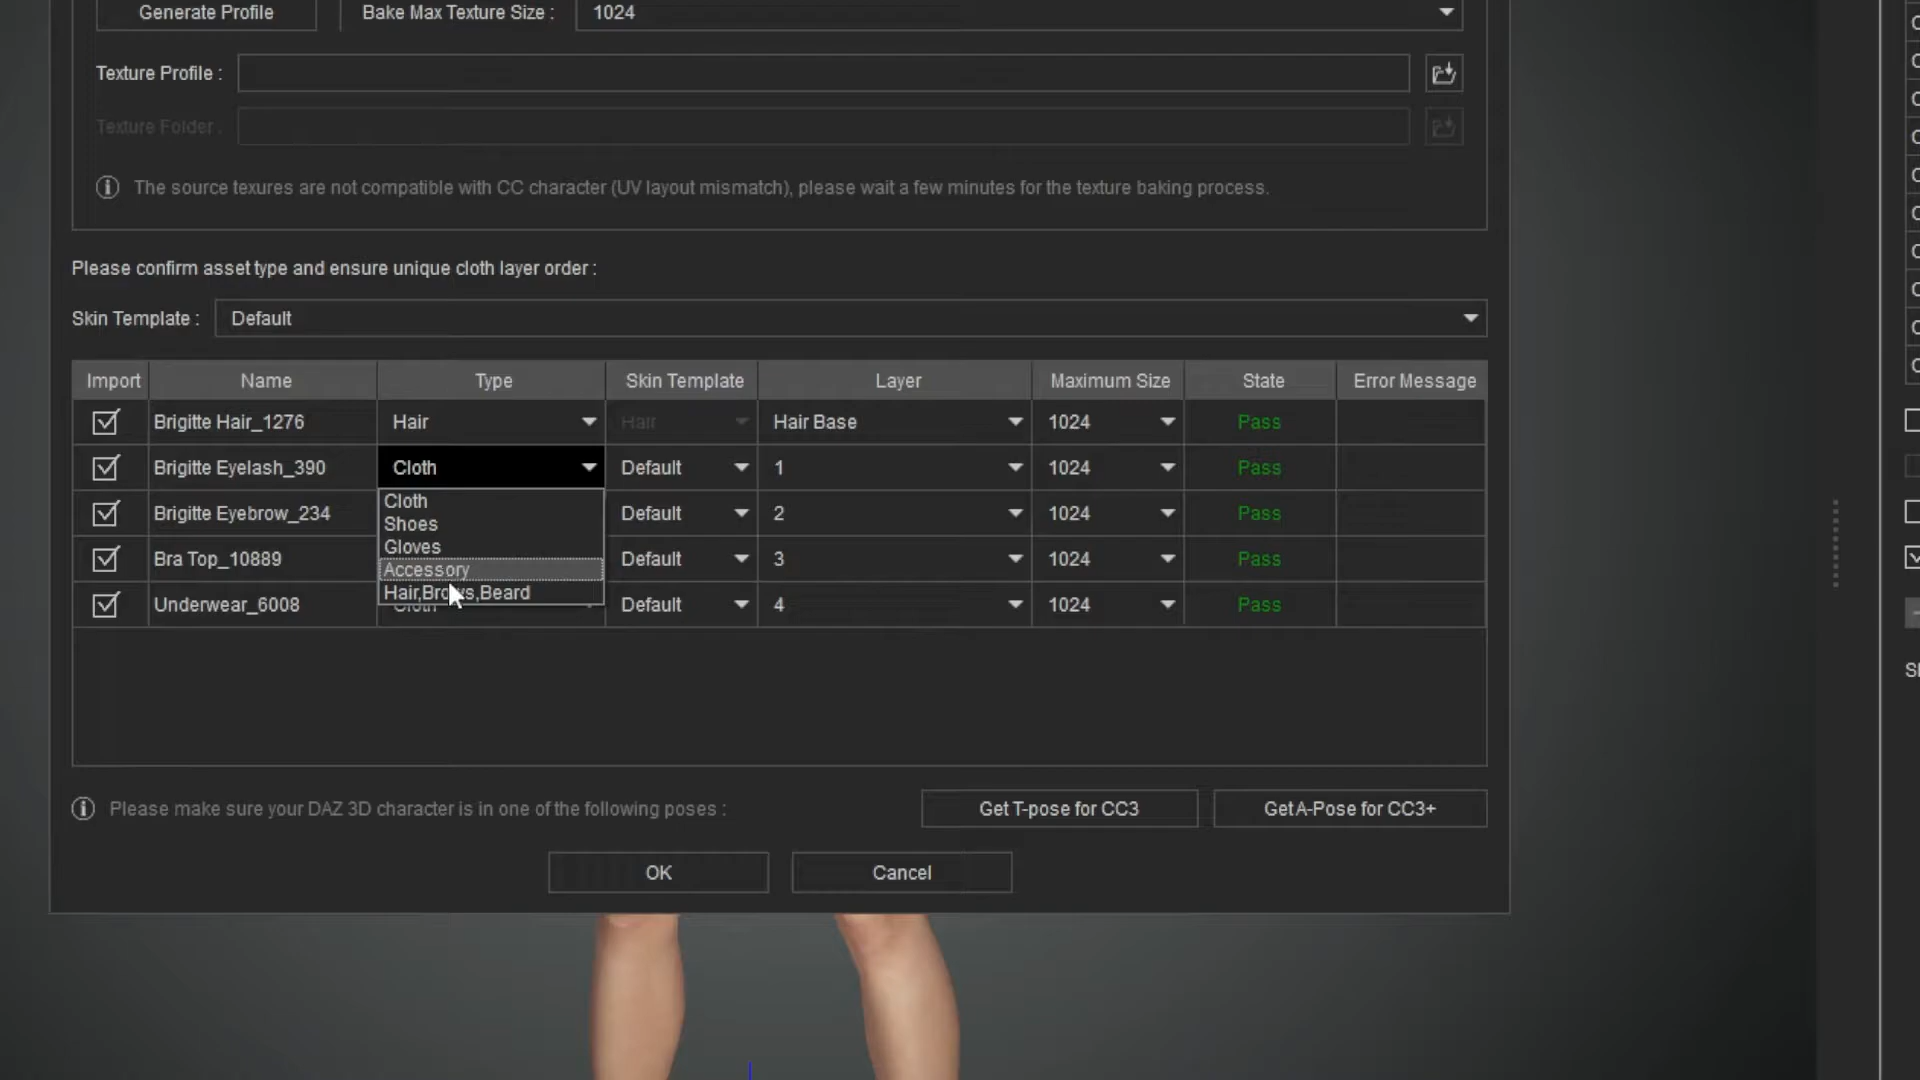 Generate Profile Bake Max Texture Size : 1024
Texture Profile :
Texture Folder :
The source texures are not compatible with CC character (UV layout mismatch), please wait a few minutes for the texture baking process.
Please confirm asset type and ensure unique cloth layer order :
Skin Template : Default
Import Name Type Skin Template Layer Maximum Size State Error Message
Brigitte Hair_1276 Hair Hair Hair Base 1024 Pass
Brigitte Eyelash_390 Cloth Default 1 1024 Pass
Cloth
Shoes
Gloves
Accessory
Hair,Brows,Beard
Brigitte Eyebrow_234 Default 2 1024 Pass
Bra Top_10889 Default 3 1024 Pass
Underwear_6008 Cloth Default 4 1024 Pass
Please make sure your DAZ 3D character is in one of the following poses : Get T-pose for CC3 Get A-Pose for CC3+
OK Cancel